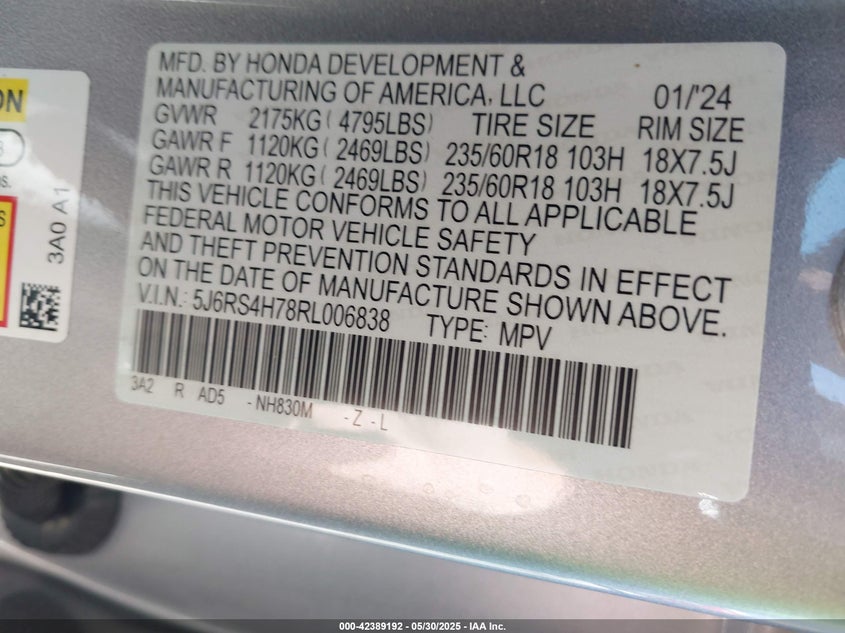 MFD. BY HONDA DEVELOPMENT &
MANUFACTURING OF AMERICA, LLC 01/'24
GVWR 2175KG (4795LBS) TIRE SIZE RIM SIZE
GAWR F 1120KG (2469LBS) 235/60R18 103H 18X7.5J
GAWR R 1120KG (2469LBS) 235/60R18 103H 18X7.5J
THIS VEHICLE CONFORMS TO ALL APPLICABLE
FEDERAL MOTOR VEHICLE SAFETY
AND THEFT PREVENTION STANDARDS IN EFFECT
ON THE DATE OF MANUFACTURE SHOWN ABOVE.
V.I.N.: 5J6RS4H78RL006838 TYPE: MPV
3A2 R AD5 -NH830M -Z -L
3A0 A1
000-42389192 - 05/30/2025 - IAA Inc.